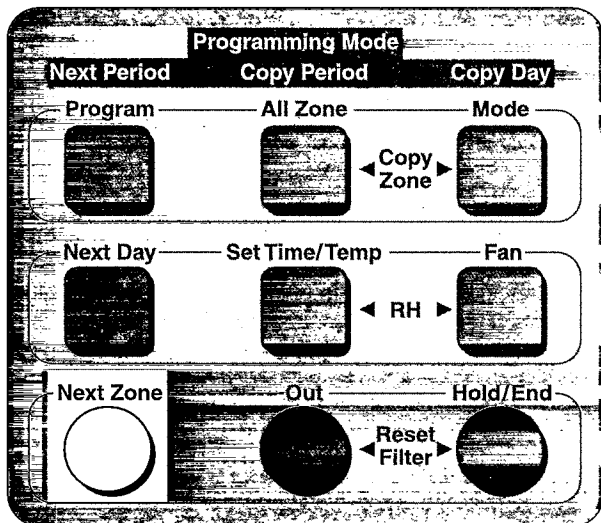 Programming Mode
Next Period Copy Period Copy Day
Program All Zone Mode
Copy
Zone
Next Day Set Time/Temp Fan
RH
Next Zone Out Hold/End
Reset
Filter